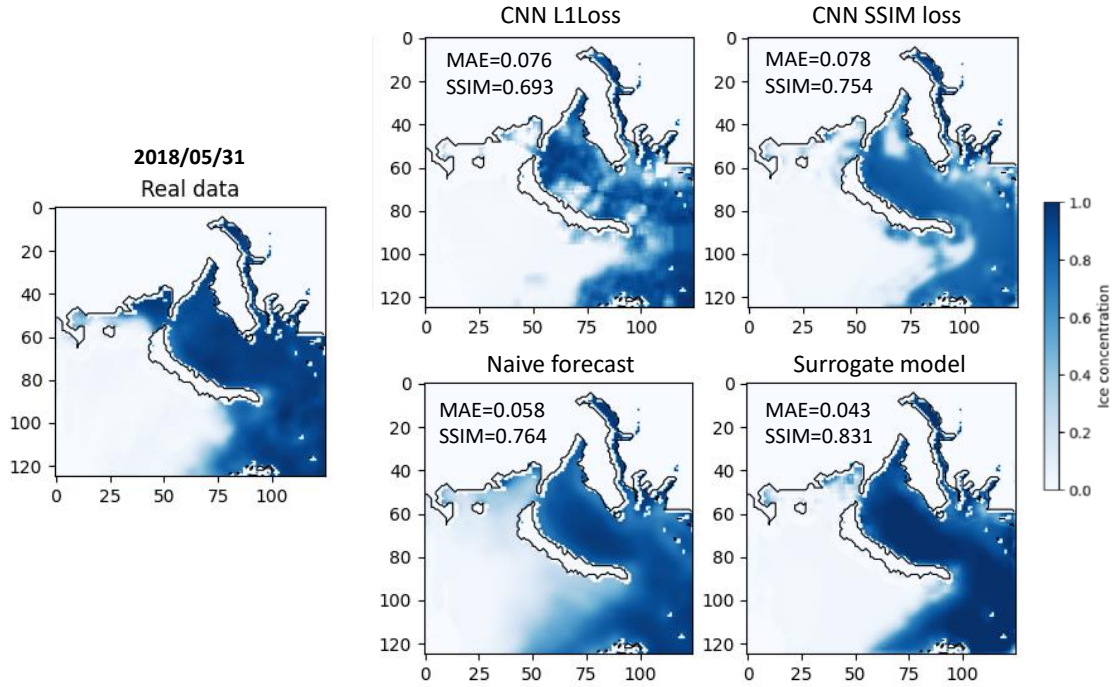 CNN L1Loss
CNN SSIM loss
MAE=0.076
SSIM=0.693
MAE=0.078
SSIM=0.754
0
20
40
60
80
100
120
0 25 50 75 100
0
20
40
60
80
100
120
0 25 50 75 100
2018/05/31
Real data
0
20
40
60
80
100
120
0 25 50 75 100
Naive forecast
Surrogate model
MAE=0.058
SSIM=0.764
MAE=0.043
SSIM=0.831
0
20
40
60
80
100
120
0 25 50 75 100
0
20
40
60
80
100
120
0 25 50 75 100
1.0
0.8
0.6
0.4
0.2
0.0
Ice concentration